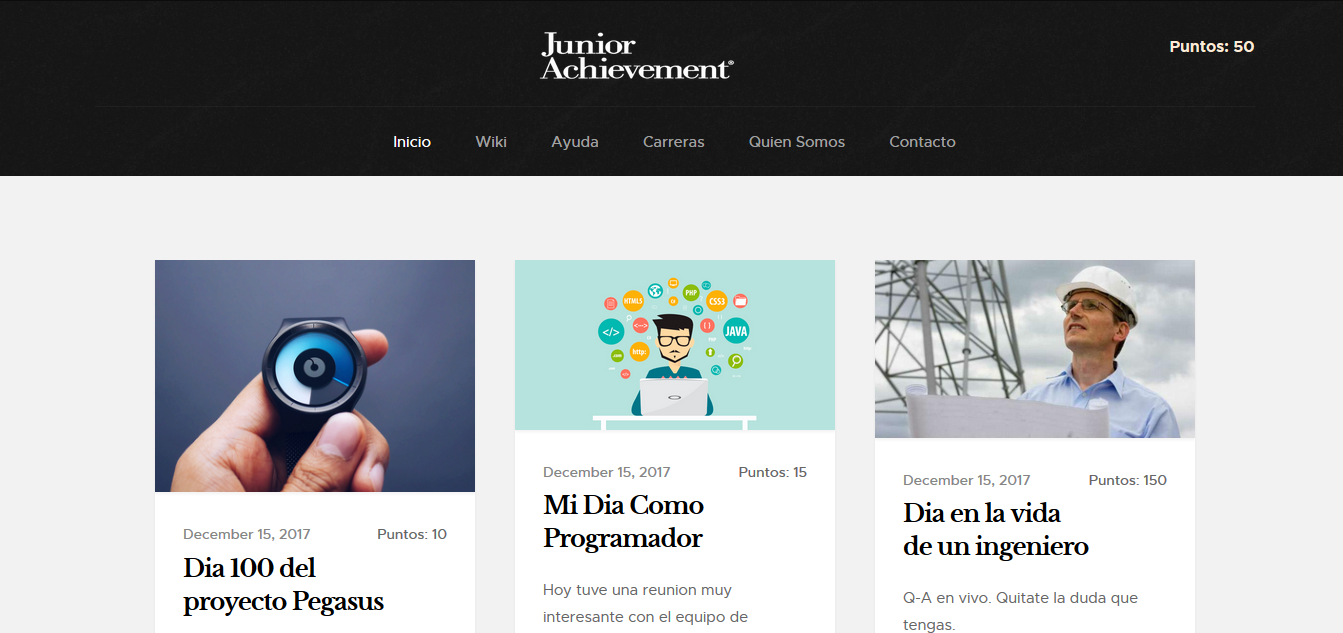 Junior
Achievement®
Puntos: 50
Inicio
Wiki
Ayuda
Carreras
Quien Somos
Contacto
HTML5
PHP
CSS3
</>
JAVA
http:
December 15, 2017
Puntos: 10
Dia 100 del
proyecto Pegasus
December 15, 2017
Puntos: 15
Mi Dia Como
Programador
Hoy tuve una reunion muy
interesante con el equipo de
December 15, 2017
Puntos: 150
Dia en la vida
de un ingeniero
Q-A en vivo. Quitate la duda que
tengas.